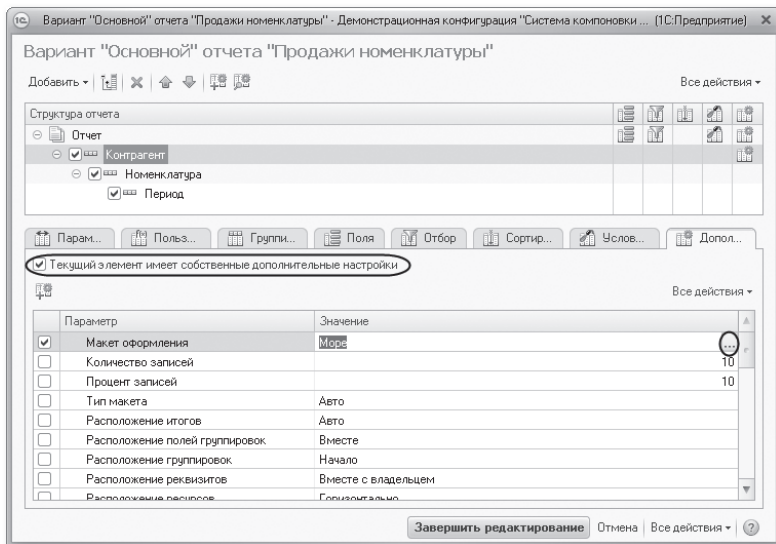 Вариант "Основной" отчета "Продажи номенклатуры" - Демонстрационная конфигурация "Система компоновки ... (1С:Предприятие)
Вариант "Основной" отчета "Продажи номенклатуры"
Добавить
Все действия
Структура отчета
Отчет
Контрагент
Номенклатура
Период
Парам... Польз... Группи... Поля Отбор Сортир... Услов... Допол...
Текущий элемент имеет собственные дополнительные настройки
Все действия
Параметр Значение
Макет оформления Море ...
Количество записей 10
Процент записей 10
Тип макета Авто
Расположение итогов Авто
Расположение полей группировок Вместе
Расположение группировок Начало
Расположение реквизитов Вместе с владельцем
Расположение ресурсов Горизонтально
Завершить редактирование Отмена Все действия ?